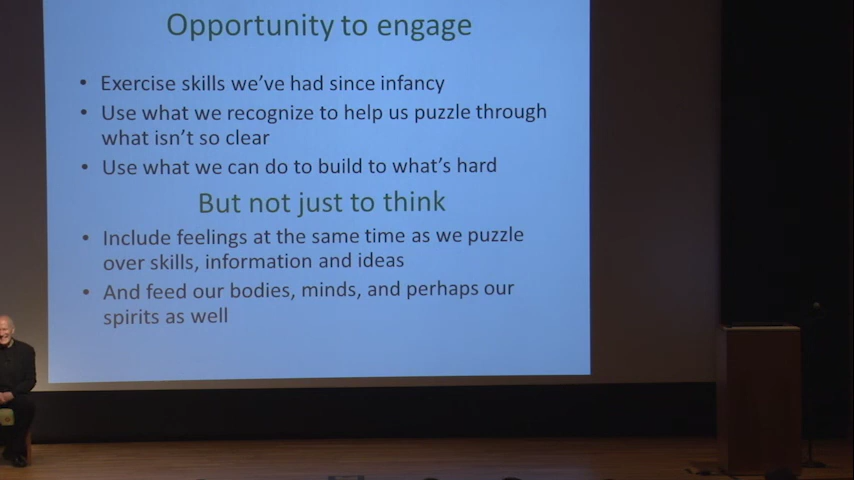 Opportunity to engage
• Exercise skills we've had since infancy
• Use what we recognize to help us puzzle through
what isn't so clear
• Use what we can do to build to what's hard
But not just to think
• Include feelings at the same time as we puzzle
over skills, information and ideas
• And feed our bodies, minds, and perhaps our
spirits as well